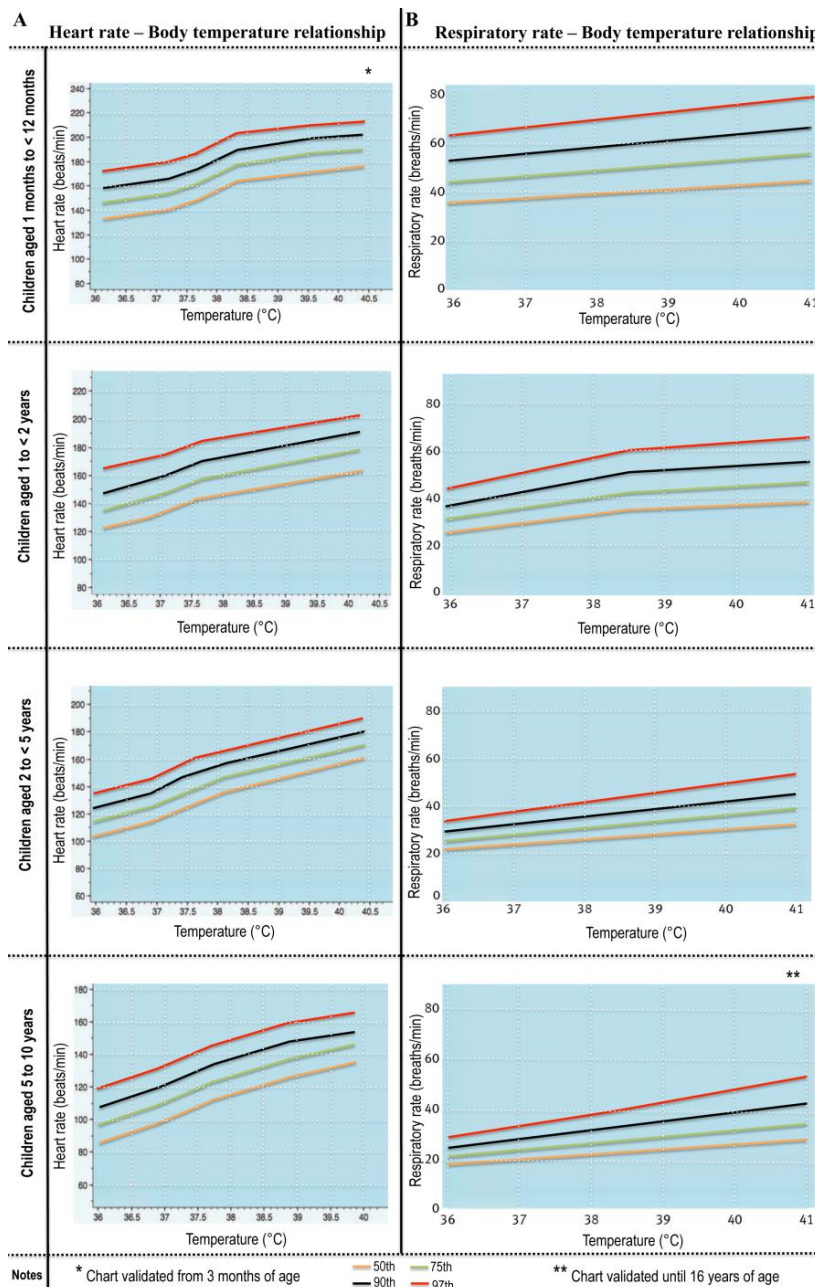 A Heart rate – Body temperature relationship
B Respiratory rate – Body temperature relationship
Children aged 1 months to < 12 months
*
Heart rate (beats/min)
240
220
200
180
160
140
120
100
80
36 36.5 37 37.5 38 38.5 39 39.5 40 40.5
Temperature (°C)
Respiratory rate (breaths/min)
80
60
40
20
0
36 37 38 39 40 41
Temperature (°C)
Children aged 1 to < 2 years
Heart rate (beats/min)
220
200
180
160
140
120
100
80
36 36.5 37 37.5 38 38.5 39 39.5 40 40.5
Temperature (°C)
Respiratory rate (breaths/min)
80
60
40
20
0
36 37 38 39 40 41
Temperature (°C)
Children aged 2 to < 5 years
Heart rate (beats/min)
200
180
160
140
120
100
80
60
36 36.5 37 37.5 38 38.5 39 39.5 40 40.5
Temperature (°C)
Respiratory rate (breaths/min)
80
60
40
20
0
36 37 38 39 40 41
Temperature (°C)
Children aged 5 to 10 years
Heart rate (beats/min)
180
160
140
120
100
80
60
36 36.5 37 37.5 38 38.5 39 39.5 40
Temperature (°C)
**
Respiratory rate (breaths/min)
80
60
40
20
0
36 37 38 39 40 41
Temperature (°C)
Notes
* Chart validated from 3 months of age
50th 75th
90th 97th
** Chart validated until 16 years of age